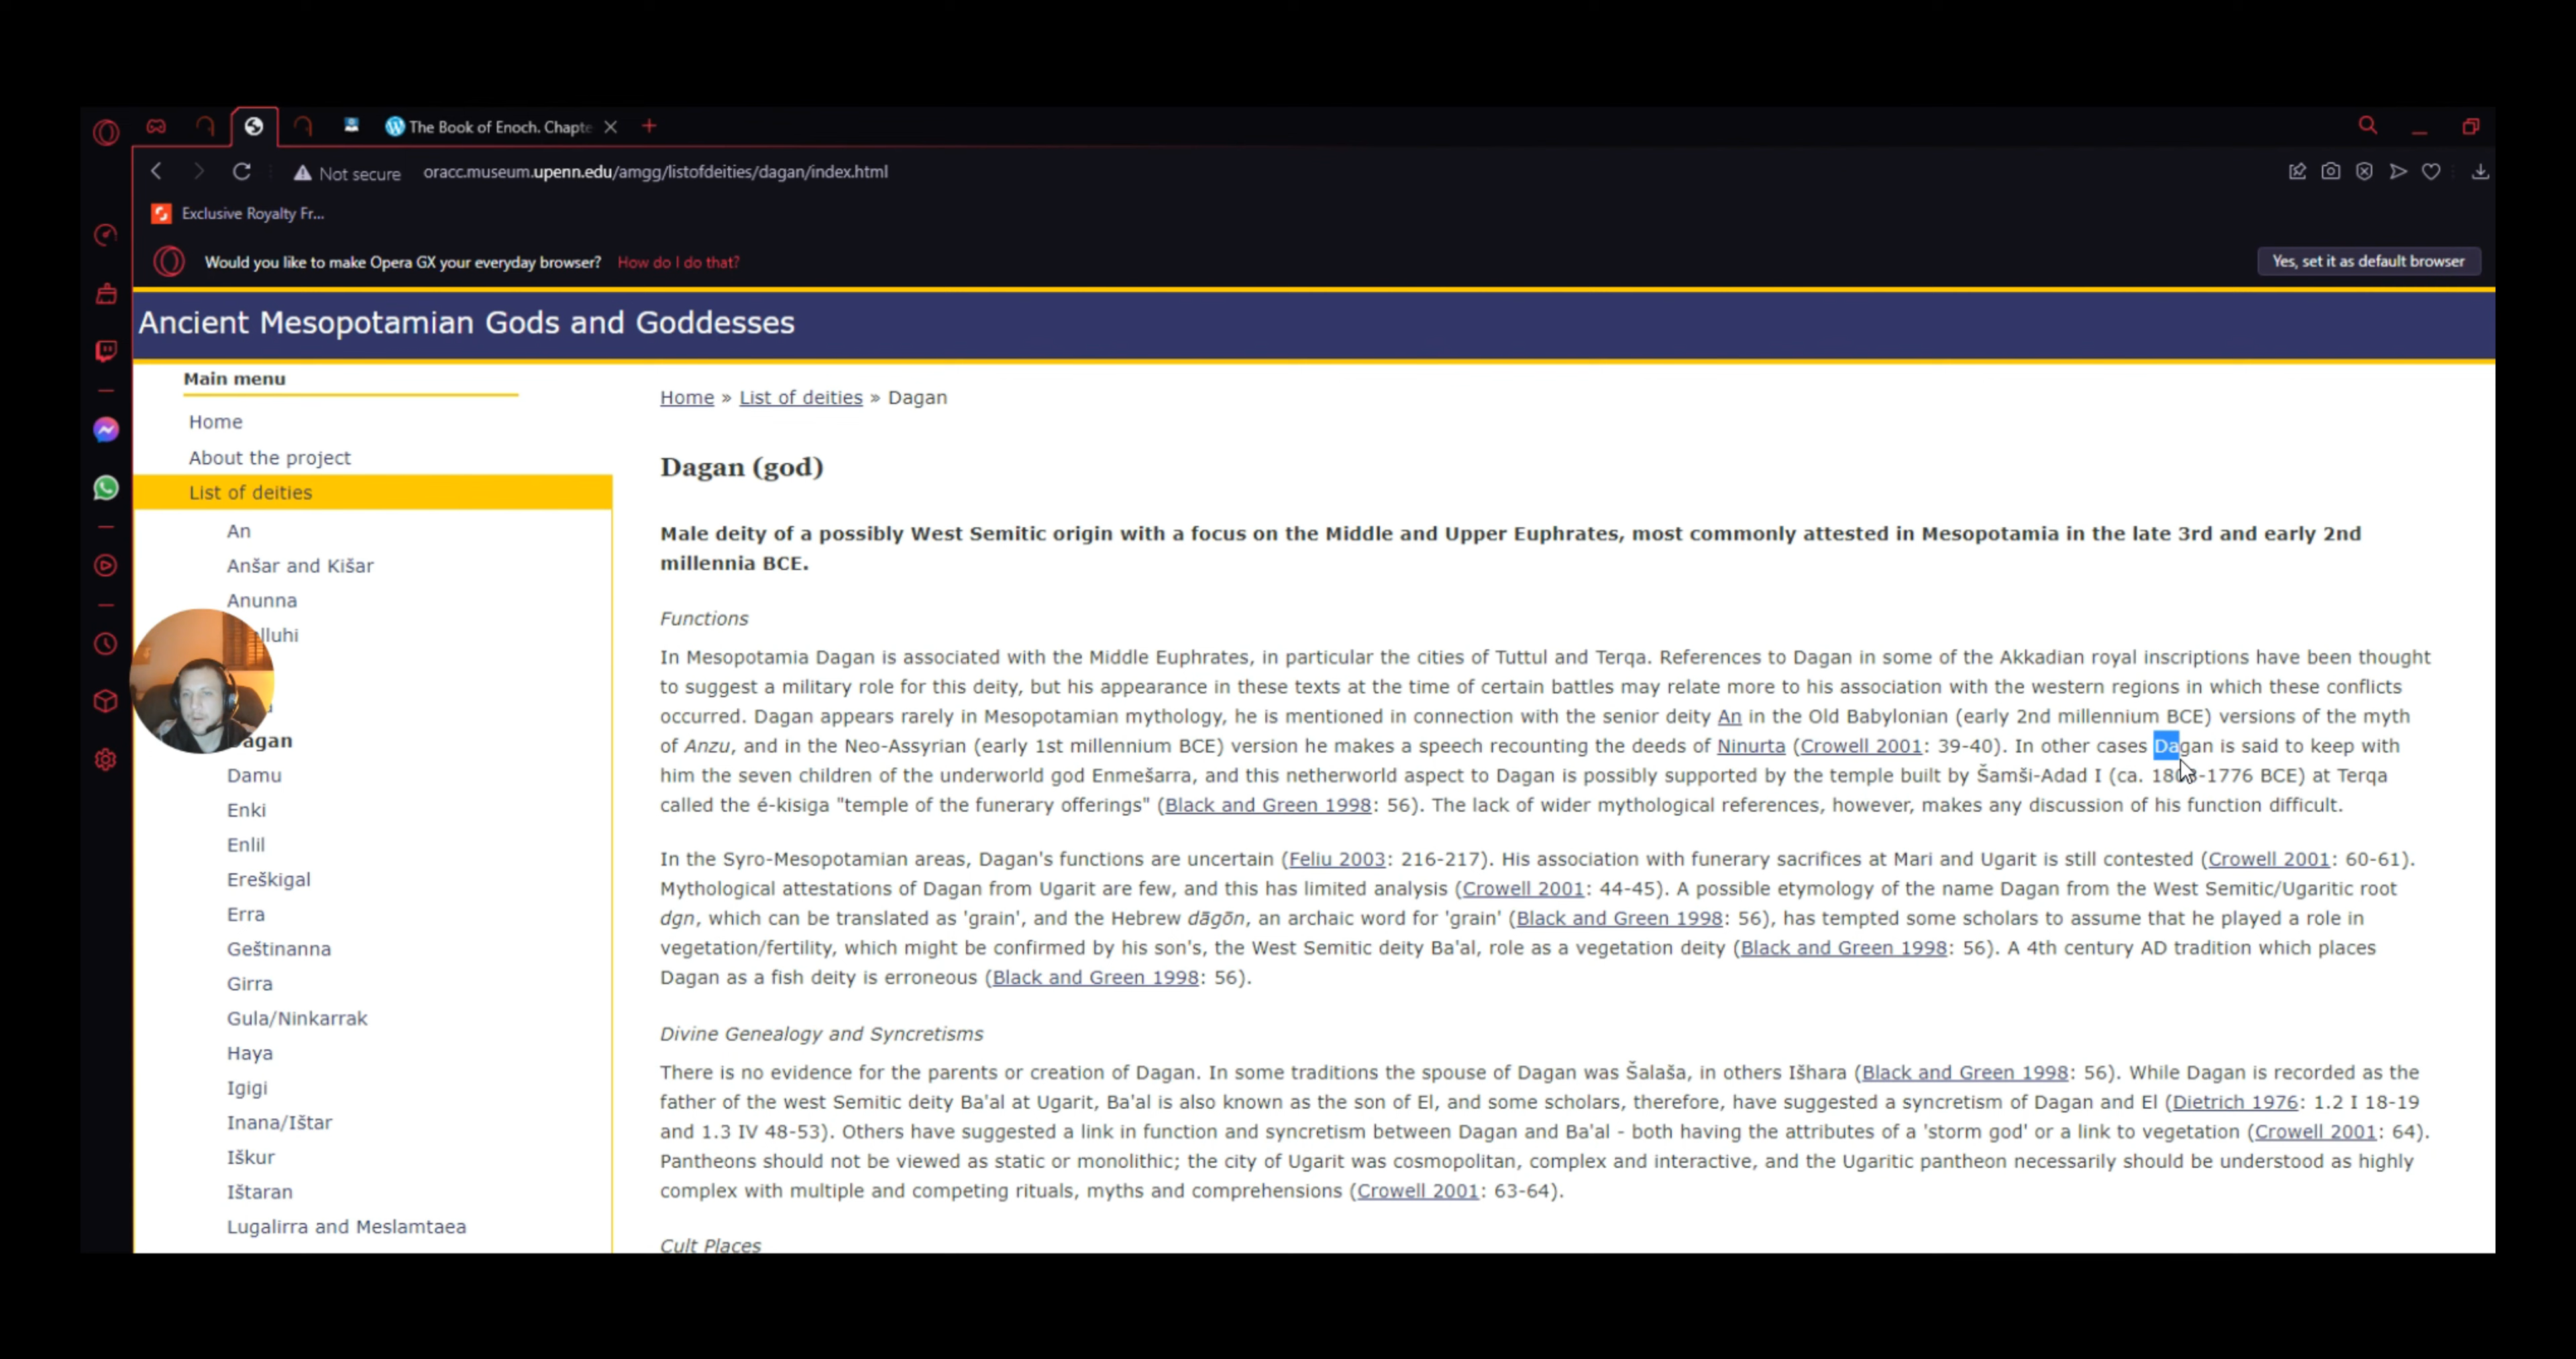 The Book of Enoch. Chapte
Not secure oracc.museum.upenn.edu/amgg/listofdeities/dagan/index.html
Exclusive Royalty Fr...
Would you like to make Opera GX your everyday browser? How do I do that? Yes, set it as default browser
Ancient Mesopotamian Gods and Goddesses
Main menu
Home
About the project
List of deities
An
Anšar and Kišar
Anunna
lluhi
Dagan
Damu
Enki
Enlil
Ereškigal
Erra
Geštinanna
Girra
Gula/Ninkarrak
Haya
Igigi
Inana/Ištar
Iškur
Ištaran
Lugalirra and Meslamtaea
Home » List of deities » Dagan
Dagan (god)
Male deity of a possibly West Semitic origin with a focus on the Middle and Upper Euphrates, most commonly attested in Mesopotamia in the late 3rd and early 2nd
millennia BCE.
Functions
In Mesopotamia Dagan is associated with the Middle Euphrates, in particular the cities of Tuttul and Terqa. References to Dagan in some of the Akkadian royal inscriptions have been thought
to suggest a military role for this deity, but his appearance in these texts at the time of certain battles may relate more to his association with the western regions in which these conflicts
occurred. Dagan appears rarely in Mesopotamian mythology, he is mentioned in connection with the senior deity An in the Old Babylonian (early 2nd millennium BCE) versions of the myth
of Anzu, and in the Neo-Assyrian (early 1st millennium BCE) version he makes a speech recounting the deeds of Ninurta (Crowell 2001: 39-40). In other cases Dagan is said to keep with
him the seven children of the underworld god Enmešarra, and this netherworld aspect to Dagan is possibly supported by the temple built by Šamši-Adad I (ca. -1776 BCE) at Terqa
called the é-kisiga "temple of the funerary offerings" (Black and Green 1998: 56). The lack of wider mythological references, however, makes any discussion of his function difficult.
In the Syro-Mesopotamian areas, Dagan's functions are uncertain (Feliu 2003: 216-217). His association with funerary sacrifices at Mari and Ugarit is still contested (Crowell 2001: 60-61).
Mythological attestations of Dagan from Ugarit are few, and this has limited analysis (Crowell 2001: 44-45). A possible etymology of the name Dagan from the West Semitic/Ugaritic root
dgn, which can be translated as 'grain', and the Hebrew dāgōn, an archaic word for 'grain' (Black and Green 1998: 56), has tempted some scholars to assume that he played a role in
vegetation/fertility, which might be confirmed by his son's, the West Semitic deity Ba'al, role as a vegetation deity (Black and Green 1998: 56). A 4th century AD tradition which places
Dagan as a fish deity is erroneous (Black and Green 1998: 56).
Divine Genealogy and Syncretisms
There is no evidence for the parents or creation of Dagan. In some traditions the spouse of Dagan was Šalaša, in others Išhara (Black and Green 1998: 56). While Dagan is recorded as the
father of the west Semitic deity Ba'al at Ugarit, Ba'al is also known as the son of El, and some scholars, therefore, have suggested a syncretism of Dagan and El (Dietrich 1976: 1.2 I 18-19
and 1.3 IV 48-53). Others have suggested a link in function and syncretism between Dagan and Ba'al - both having the attributes of a 'storm god' or a link to vegetation (Crowell 2001: 64).
Pantheons should not be viewed as static or monolithic; the city of Ugarit was cosmopolitan, complex and interactive, and the Ugaritic pantheon necessarily should be understood as highly
complex with multiple and competing rituals, myths and comprehensions (Crowell 2001: 63-64).
Cult Places